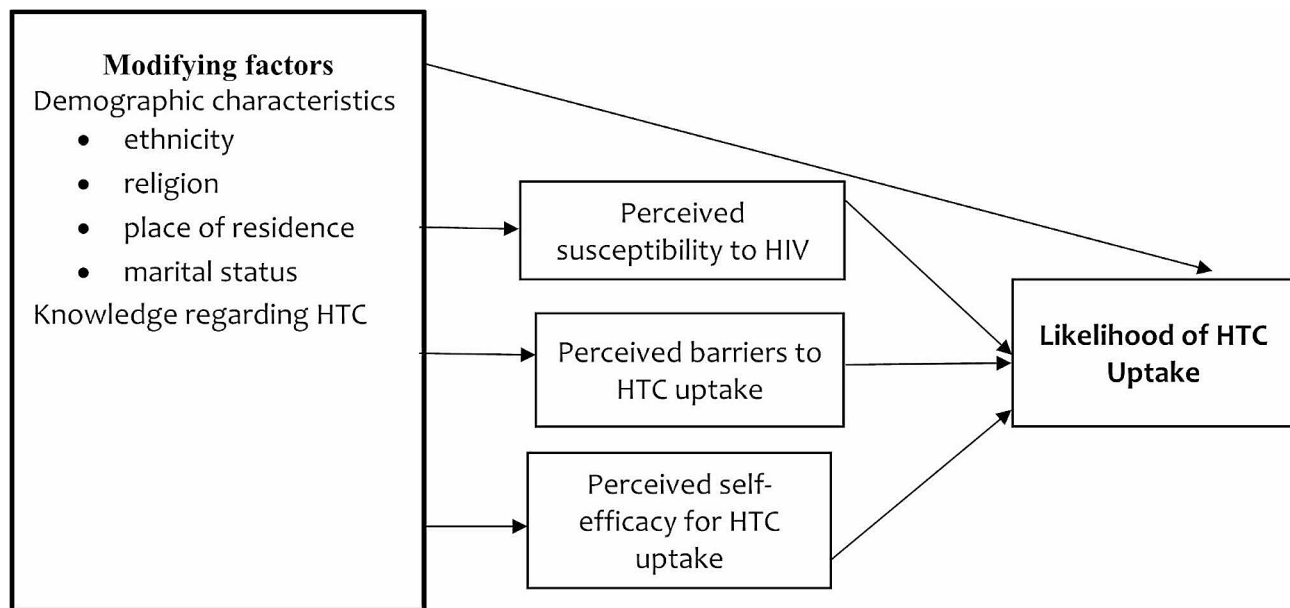 Modifying factors
Demographic characteristics
• ethnicity
• religion
• place of residence
• marital status
Knowledge regarding HTC
Perceived
susceptibility to HIV
Perceived barriers to
HTC uptake
Perceived self-
efficacy for HTC
uptake
Likelihood of HTC
Uptake